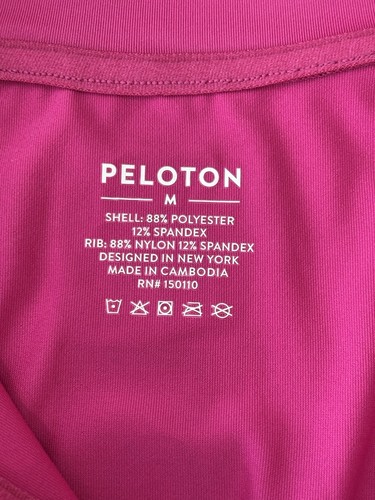 PELOTON
M
SHELL: 88% POLYESTER
12% SPANDEX
RIB: 88% NYLON 12% SPANDEX
DESIGNED IN NEW YORK
MADE IN CAMBODIA
RN# 150110